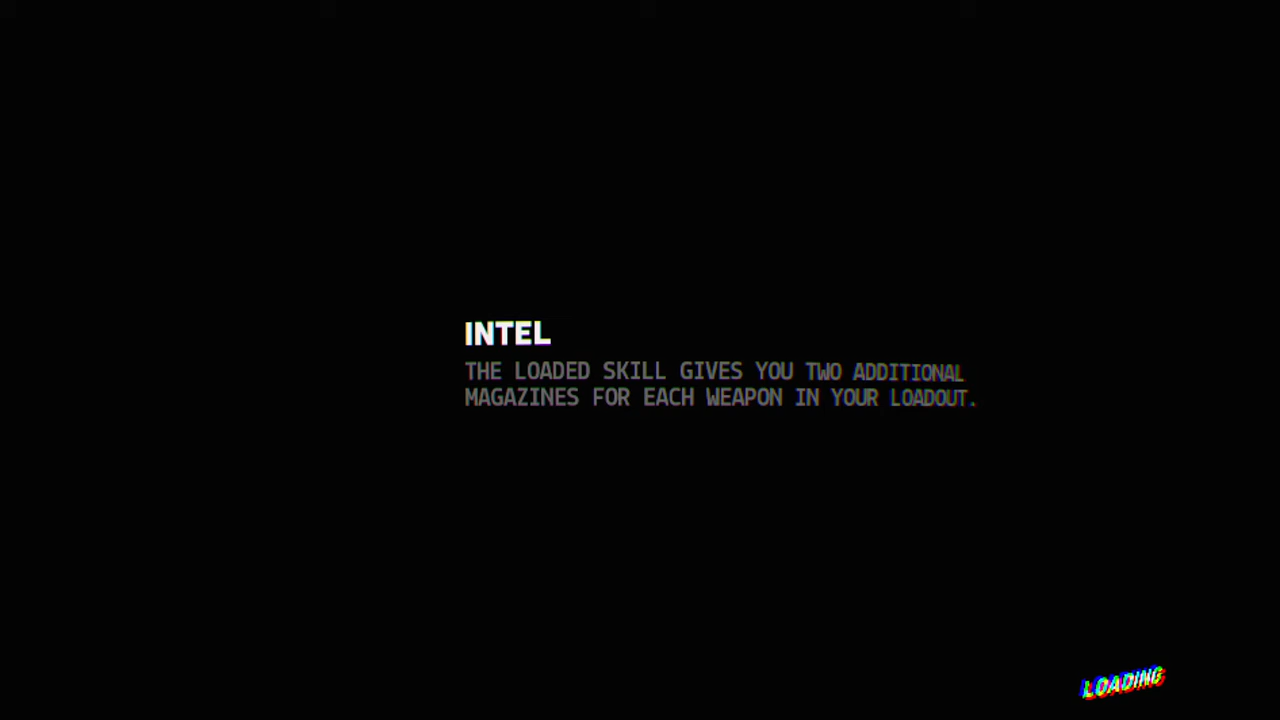 INTEL
THE LOADED SKILL GIVES YOU TWO ADDITIONAL
MAGAZINES FOR EACH WEAPON IN YOUR LOADOUT.
LOADING